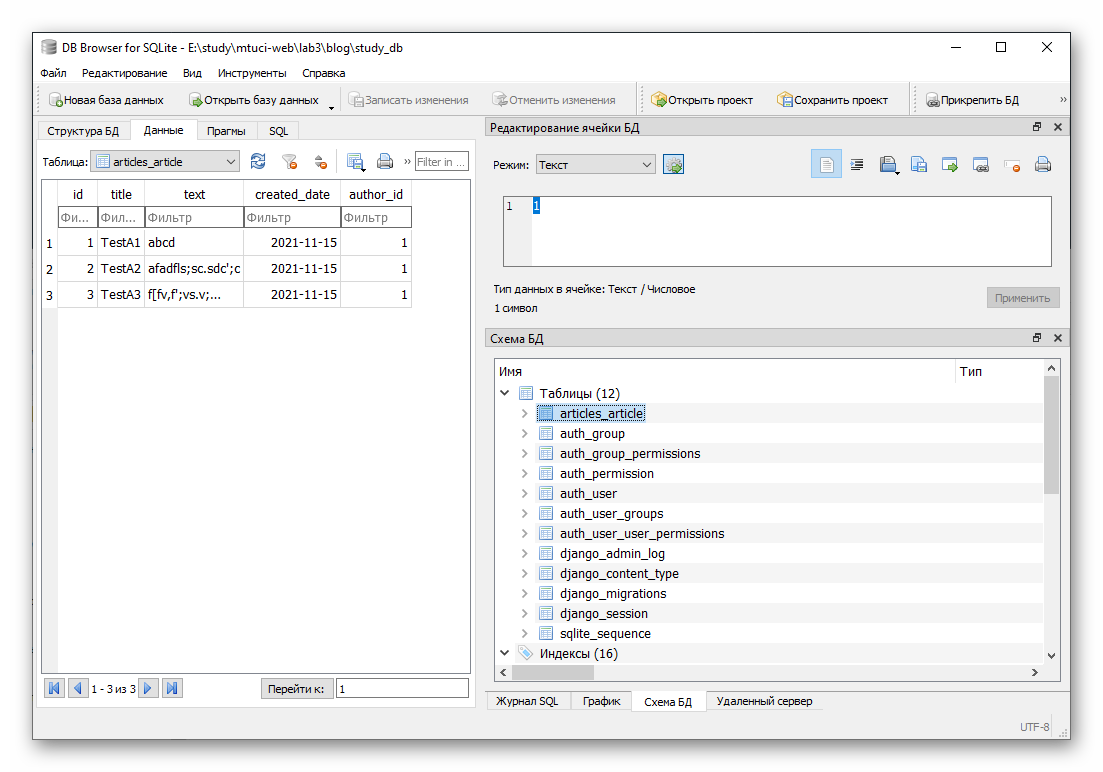 DB Browser for SQLite - E:\study\mtuci-web\lab3\blog\study_db
Файл Редактирование Вид Инструменты Справка
Новая база данных Открыть базу данных Записать изменения Отменить изменения Открыть проект Сохранить проект Прикрепить БД »
Структура БД Данные Прагмы SQL
Таблица: articles_article » Filter in ...
id title text created_date author_id
Фи... Фил... Фильтр Фильтр Фильтр
1 1 TestA1 abcd 2021-11-15 1
2 2 TestA2 afadfls;sc.sdc';c 2021-11-15 1
3 3 TestA3 f[fv,f';vs.v;... 2021-11-15 1
1 - 3 из 3 Перейти к: 1
Редактирование ячейки БД
Режим: Текст
1 1
Тип данных в ячейке: Текст / Числовое
1 символ
Применить
Схема БД
Имя Тип
Таблицы (12)
articles_article
auth_group
auth_group_permissions
auth_permission
auth_user
auth_user_groups
auth_user_user_permissions
django_admin_log
django_content_type
django_migrations
django_session
sqlite_sequence
Индексы (16)
Журнал SQL График Схема БД Удаленный сервер
UTF-8